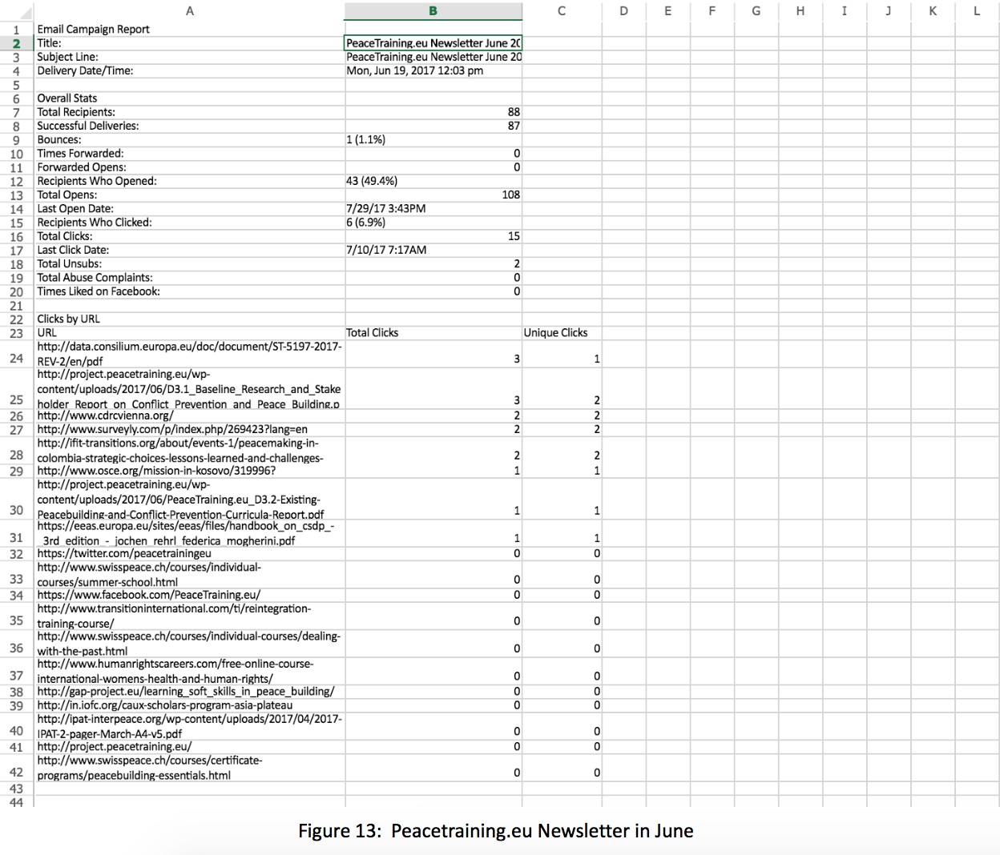 A B C D E F G H I J K L
1 Email Campaign Report
2 Title: PeaceTraining.eu Newsletter June 20
3 Subject Line: PeaceTraining.eu Newsletter June 20
4 Delivery Date/Time: Mon, Jun 19, 2017 12:03 pm
5
6 Overall Stats
7 Total Recipients: 88
8 Successful Deliveries: 87
9 Bounces: 1 (1.1%)
10 Times Forwarded: 0
11 Forwarded Opens: 0
12 Recipients Who Opened: 43 (49.4%)
13 Total Opens: 108
14 Last Open Date: 7/29/17 3:43PM
15 Recipients Who Clicked: 6 (6.9%)
16 Total Clicks: 15
17 Last Click Date: 7/10/17 7:17AM
18 Total Unsubs: 2
19 Total Abuse Complaints: 0
20 Times Liked on Facebook: 0
21
22 Clicks by URL
23 URL Total Clicks Unique Clicks
http://data.consilium.europa.eu/doc/document/ST-5197-2017-
24 REV-2/en/pdf 3 1
http://project.peacetraining.eu/wp-
content/uploads/2017/06/D3.1_Baseline_Research_and_Stake
25 holder_Report_on_Conflict_Prevention_and_Peace_Building.p 3 2
26 http://www.cdrcvienna.org/ 2 2
27 http://www.surveyly.com/p/index.php/269423?lang=en 2 2
http://ifit-transitions.org/about/events-1/peacemaking-in-
28 colombia-strategic-choices-lessons-learned-and-challenges- 2 2
29 http://www.osce.org/mission-in-kosovo/319996? 1 1
http://project.peacetraining.eu/wp-
content/uploads/2017/06/PeaceTraining.eu_D3.2-Existing-
30 Peacebuilding-and-Conflict-Prevention-Curricula-Report.pdf 1 1
https://eeas.europa.eu/sites/eeas/files/handbook_on_csdp_-
31 _3rd_edition_-_jochen_rehrl_federica_mogherini.pdf 1 1
32 https://twitter.com/peacetrainingeu 0 0
http://www.swisspeace.ch/courses/individual-
33 courses/summer-school.html 0 0
34 https://www.facebook.com/PeaceTraining.eu/ 0 0
http://www.transitioninternational.com/ti/reintegration-
35 training-course/ 0 0
http://www.swisspeace.ch/courses/individual-courses/dealing-
36 with-the-past.html 0 0
http://www.humanrightscareers.com/free-online-course-
37 international-womens-health-and-human-rights/ 0 0
38 http://gap-project.eu/learning_soft_skills_in_peace_building/ 0 0
39 http://in.iofc.org/caux-scholars-program-asia-plateau 0 0
http://ipat-interpeace.org/wp-content/uploads/2017/04/2017-
40 IPAT-2-pager-March-A4-v5.pdf 0 0
41 http://project.peacetraining.eu/ 0 0
http://www.swisspeace.ch/courses/certificate-
42 programs/peacebuilding-essentials.html 0 0
43
44
Figure 13: Peacetraining.eu Newsletter in June